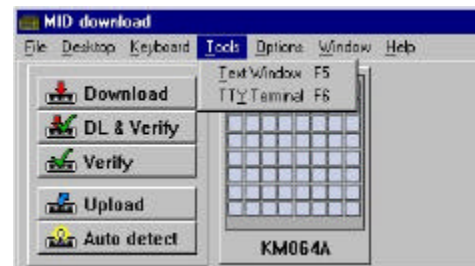 MID download
File Desktop Keyboard Tools Options Window Help
Text Window F5
TTY Terminal F6
Download
DL & Verify
Verify
Upload
Auto detect
KM064A